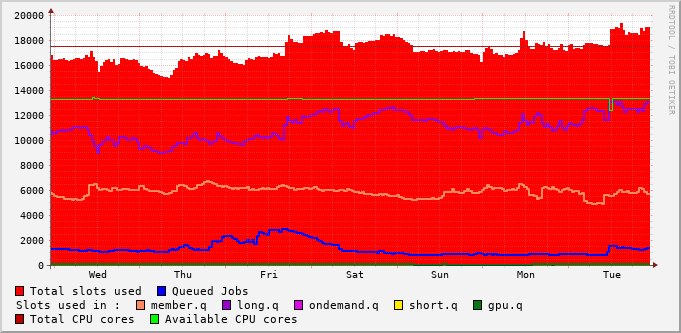 20000
18000
16000
14000
12000
10000
8000
6000
4000
2000
0
Wed Thu Fri Sat Sun Mon Tue
RRDTOOL / TOBI OETIKER
Total slots used Queued Jobs
Slots used in : member.q long.q ondemand.q short.q gpu.q
Total CPU cores Available CPU cores